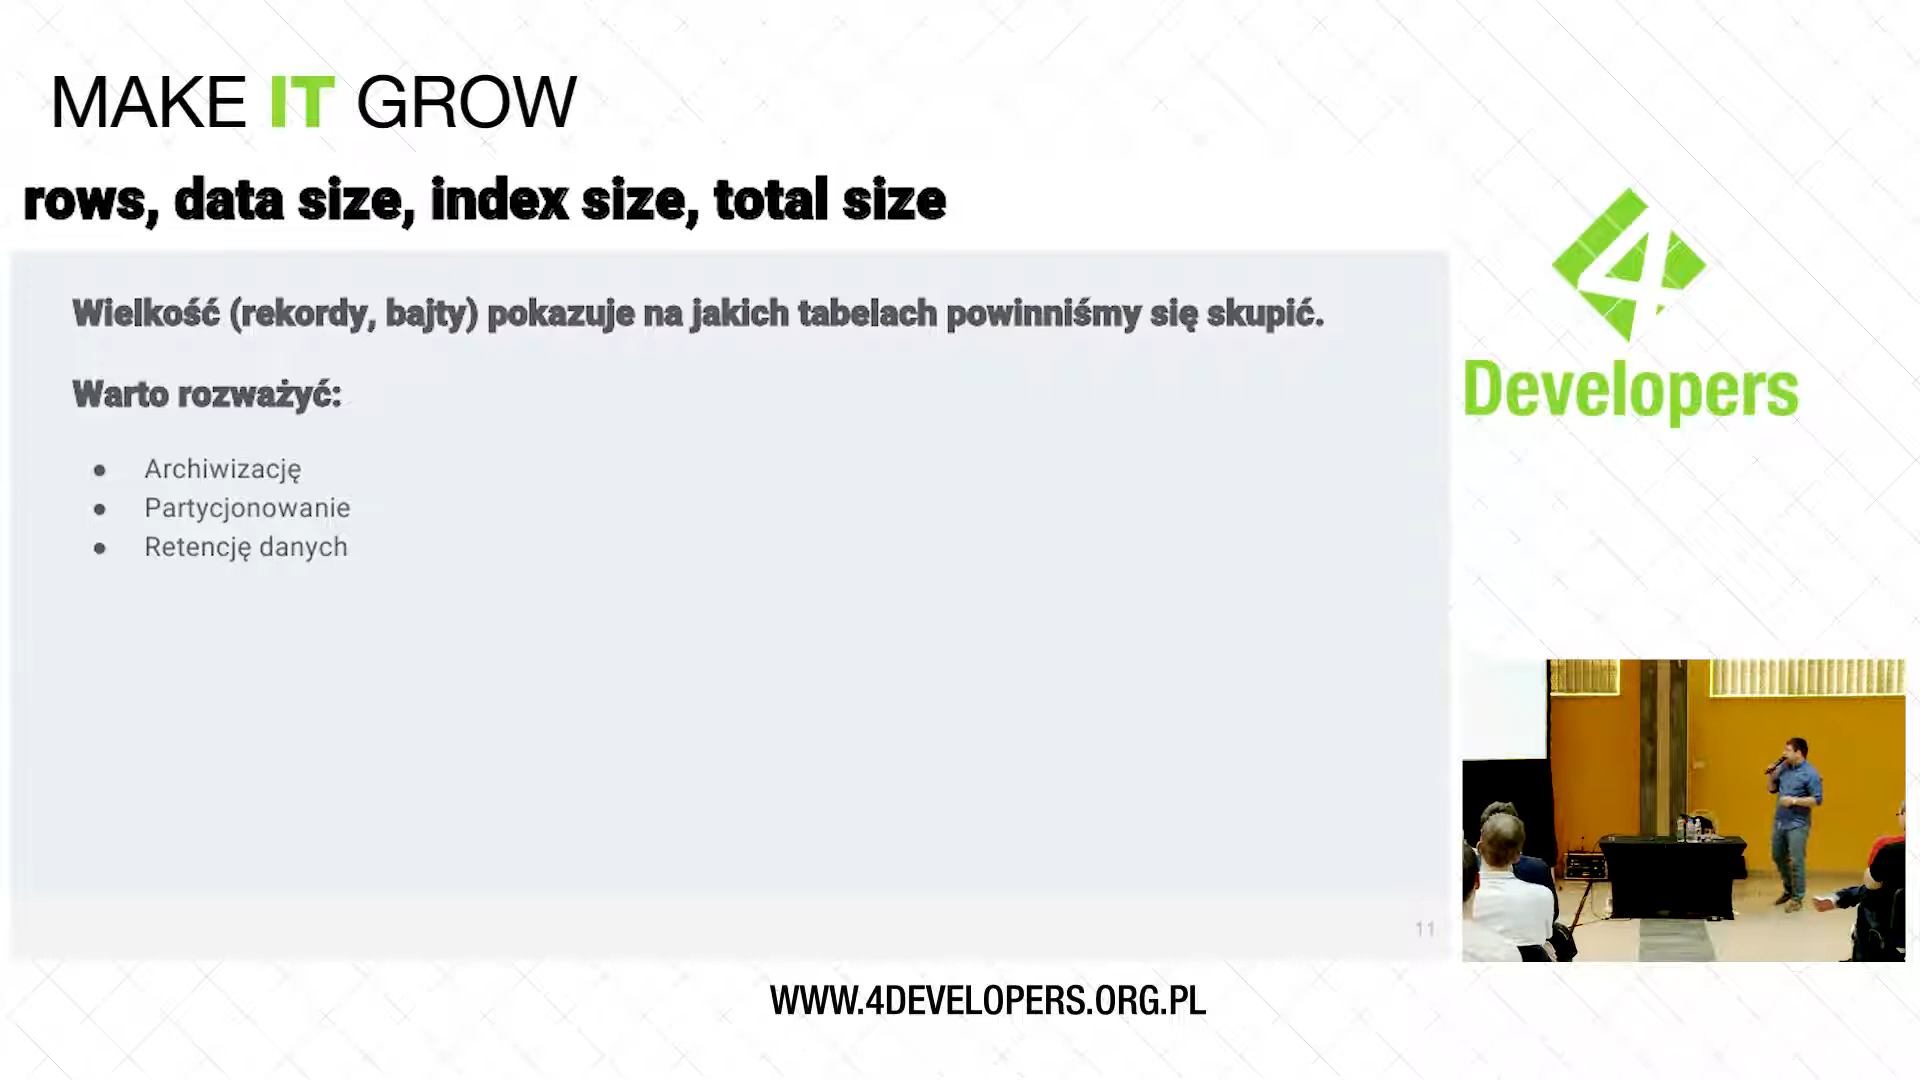 MAKE IT GROW
rows, data size, index size, total size
Wielkość (rekordy, bajty) pokazuje na jakich tabelach powinniśmy się skupić.
Warto rozważyć:
● Archiwizację
● Partycjonowanie
● Retencję danych
11
4
Developers
WWW.4DEVELOPERS.ORG.PL